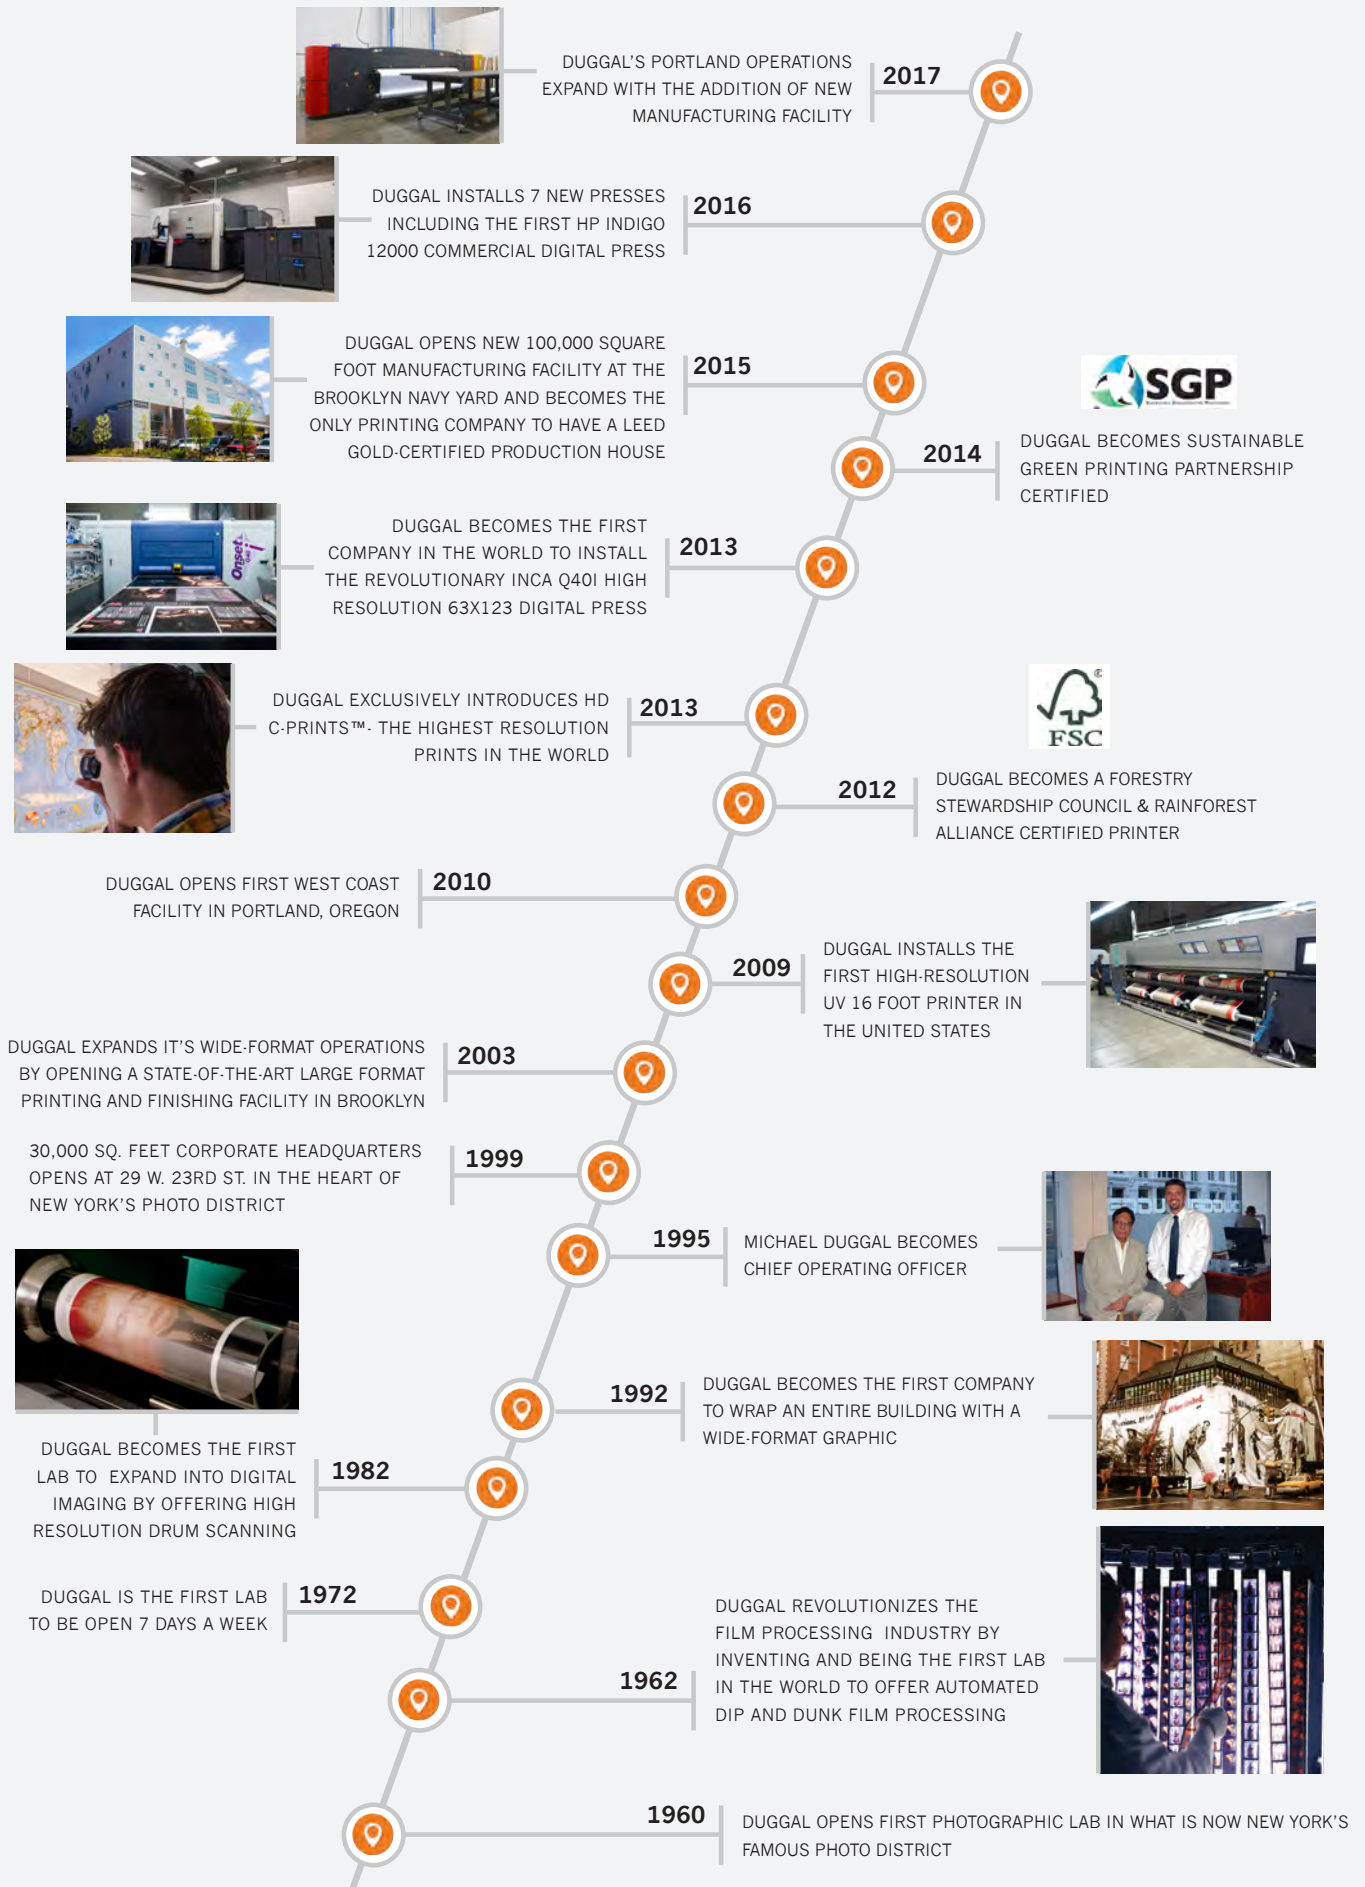 DUGGAL'S PORTLAND OPERATIONS
EXPAND WITH THE ADDITION OF NEW
MANUFACTURING FACILITY
2017
DUGGAL INSTALLS 7 NEW PRESSES
INCLUDING THE FIRST HP INDIGO
12000 COMMERCIAL DIGITAL PRESS
2016
DUGGAL OPENS NEW 100,000 SQUARE
FOOT MANUFACTURING FACILITY AT THE
BROOKLYN NAVY YARD AND BECOMES THE
ONLY PRINTING COMPANY TO HAVE A LEED
GOLD-CERTIFIED PRODUCTION HOUSE
2015
SGP
2014
DUGGAL BECOMES SUSTAINABLE
GREEN PRINTING PARTNERSHIP
CERTIFIED
Onset
DUGGAL BECOMES THE FIRST
COMPANY IN THE WORLD TO INSTALL
THE REVOLUTIONARY INCA Q40I HIGH
RESOLUTION 63X123 DIGITAL PRESS
2013
DUGGAL EXCLUSIVELY INTRODUCES HD
C-PRINTS™- THE HIGHEST RESOLUTION
PRINTS IN THE WORLD
2013
FSC
2012
DUGGAL BECOMES A FORESTRY
STEWARDSHIP COUNCIL & RAINFOREST
ALLIANCE CERTIFIED PRINTER
DUGGAL OPENS FIRST WEST COAST
FACILITY IN PORTLAND, OREGON
2010
2009
DUGGAL INSTALLS THE
FIRST HIGH-RESOLUTION
UV 16 FOOT PRINTER IN
THE UNITED STATES
DUGGAL EXPANDS IT'S WIDE-FORMAT OPERATIONS
BY OPENING A STATE-OF-THE-ART LARGE FORMAT
PRINTING AND FINISHING FACILITY IN BROOKLYN
2003
30,000 SQ. FEET CORPORATE HEADQUARTERS
OPENS AT 29 W. 23RD ST. IN THE HEART OF
NEW YORK'S PHOTO DISTRICT
1999
1995
MICHAEL DUGGAL BECOMES
CHIEF OPERATING OFFICER
1992
DUGGAL BECOMES THE FIRST COMPANY
TO WRAP AN ENTIRE BUILDING WITH A
WIDE-FORMAT GRAPHIC
DUGGAL BECOMES THE FIRST
LAB TO EXPAND INTO DIGITAL
IMAGING BY OFFERING HIGH
RESOLUTION DRUM SCANNING
1982
DUGGAL IS THE FIRST LAB
TO BE OPEN 7 DAYS A WEEK
1972
1962
DUGGAL REVOLUTIONIZES THE
FILM PROCESSING INDUSTRY BY
INVENTING AND BEING THE FIRST LAB
IN THE WORLD TO OFFER AUTOMATED
DIP AND DUNK FILM PROCESSING
1960
DUGGAL OPENS FIRST PHOTOGRAPHIC LAB IN WHAT IS NOW NEW YORK'S
FAMOUS PHOTO DISTRICT